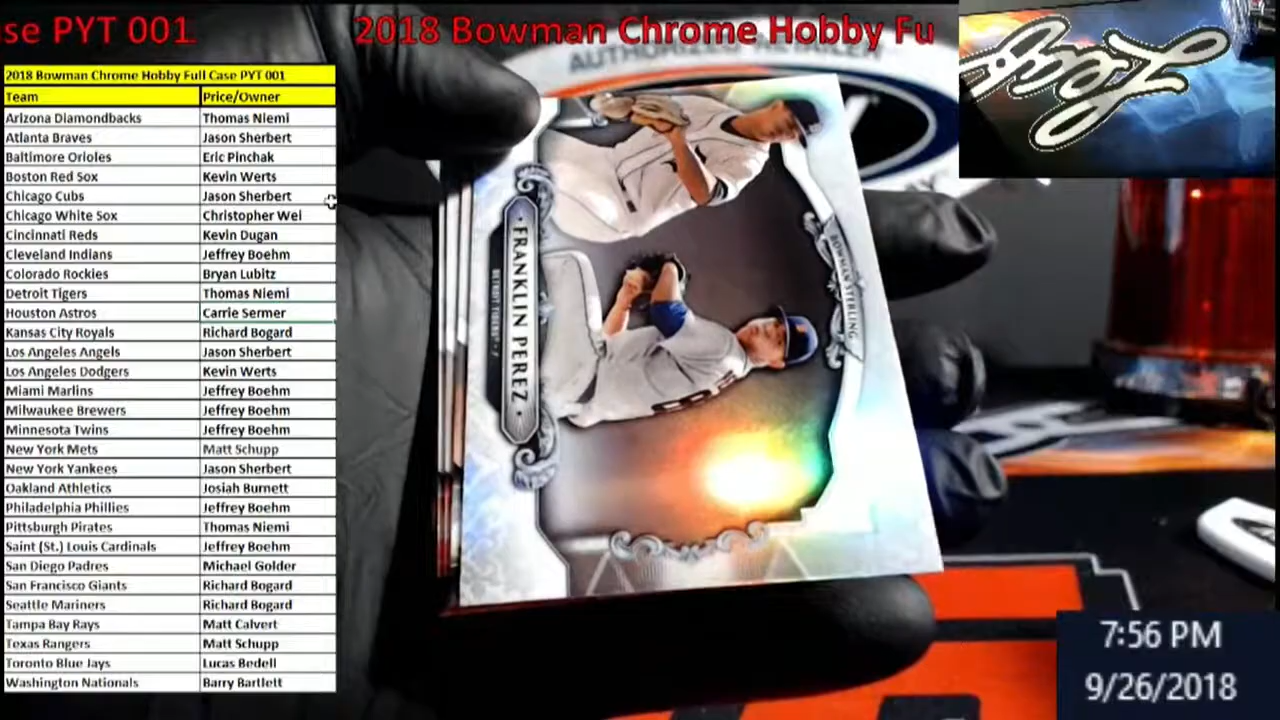 se PYT 001
2018 Bowman Chrome Hobby Fu
2018 Bowman Chrome Hobby Full Case PYT 001
Team Price/Owner
Arizona Diamondbacks Thomas Niemi
Atlanta Braves Jason Sherbert
Baltimore Orioles Eric Pinchak
Boston Red Sox Kevin Werts
Chicago Cubs Jason Sherbert
Chicago White Sox Christopher Wel
Cincinnati Reds Kevin Dugan
Cleveland Indians Jeffrey Boehm
Colorado Rockies Bryan Lubitz
Detroit Tigers Thomas Niemi
Houston Astros Carrie Sermer
Kansas City Royals Richard Bogard
Los Angeles Angels Jason Sherbert
Los Angeles Dodgers Kevin Werts
Miami Marlins Jeffrey Boehm
Milwaukee Brewers Jeffrey Boehm
Minnesota Twins Jeffrey Boehm
New York Mets Matt Schupp
New York Yankees Jason Sherbert
Oakland Athletics Josiah Burnett
Philadelphia Phillies Jeffrey Boehm
Pittsburgh Pirates Thomas Niemi
Saint (St.) Louis Cardinals Jeffrey Boehm
San Diego Padres Michael Golder
San Francisco Giants Richard Bogard
Seattle Mariners Richard Bogard
Tampa Bay Rays Matt Calvert
Texas Rangers Matt Schupp
Toronto Blue Jays Lucas Bedell
Washington Nationals Barry Bartlett
FRANKLIN PEREZ
DETROIT TIGERS
BOWMAN STERLING
7:56 PM
9/26/2018